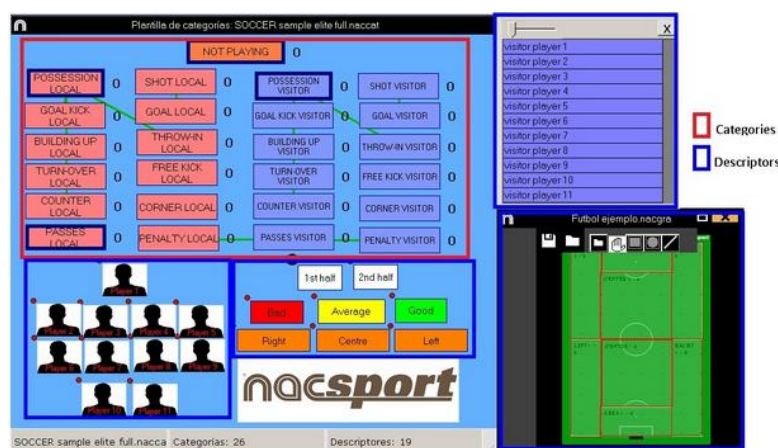 Plantilla de categorías: SOCCER sample elite full.naccat
NOT PLAYING 0
POSSESSION LOCAL 0
SHOT LOCAL 0
POSSESSION VISITOR 0
SHOT VISITOR 0
GOAL KICK LOCAL 0
GOAL LOCAL 0
GOAL KICK VISITOR 0
GOAL VISITOR 0
BUILDING UP LOCAL 0
THROW-IN LOCAL 0
BUILDING UP VISITOR 0
THROW-IN VISITOR 0
TURN-OVER LOCAL 0
FREE KICK LOCAL 0
TURN-OVER VISITOR 0
FREE KICK VISITOR 0
COUNTER LOCAL 0
CORNER LOCAL 0
COUNTER VISITOR 0
CORNER VISITOR 0
PASSES LOCAL 0
PENALTY LOCAL 0
PASSES VISITOR 0
PENALTY VISITOR 0
Player 1
Player 2
Player 3
Player 4
Player 5
Player 6
Player 7
Player 8
Player 9
Player 10
Player 11
1st half
2nd half
Bad
Average
Good
Right
Centre
Left
nacsport
SOCCER sample elite full.nacca
Categorías: 26
Descriptores: 19
X
visitor player 1
visitor player 2
visitor player 3
visitor player 4
visitor player 5
visitor player 6
visitor player 7
visitor player 8
visitor player 9
visitor player 10
visitor player 11
Categories
Descriptors
Futbol ejemplo.nacgra